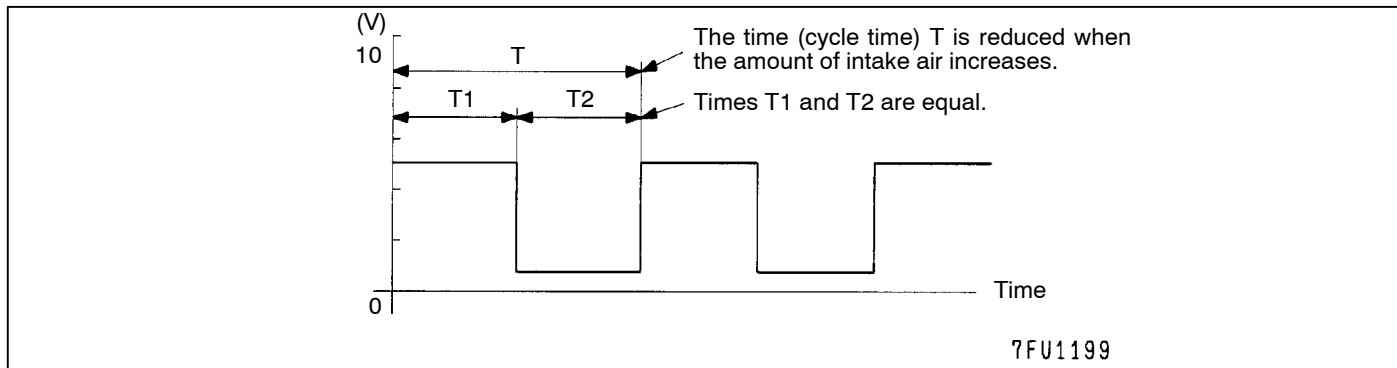 (V)
10
T
The time (cycle time) T is reduced when
the amount of intake air increases.
T1
T2
Times T1 and T2 are equal.
Time
0
7FU1199